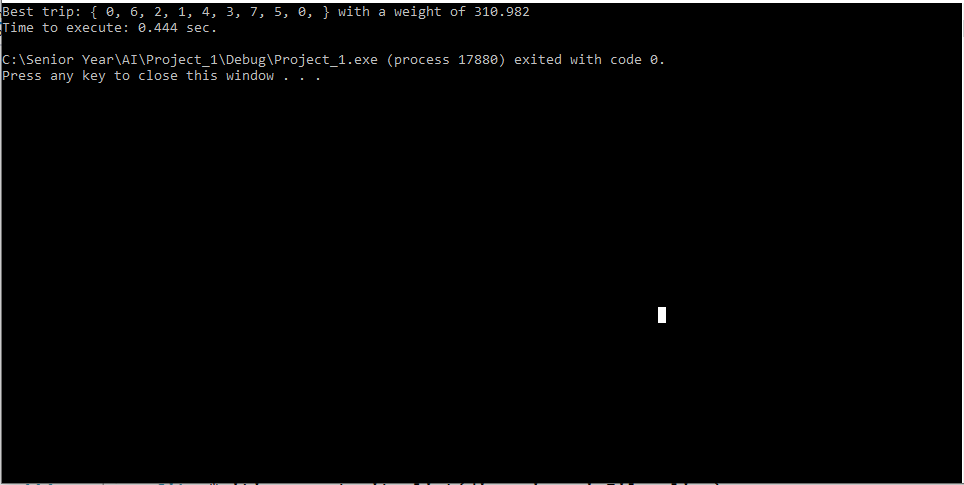 Best trip: { 0, 6, 2, 1, 4, 3, 7, 5, 0, } with a weight of 310.982
Time to execute: 0.444 sec.
C:\Senior Year\AI\Project_1\Debug\Project_1.exe (process 17880) exited with code 0.
Press any key to close this window . . .